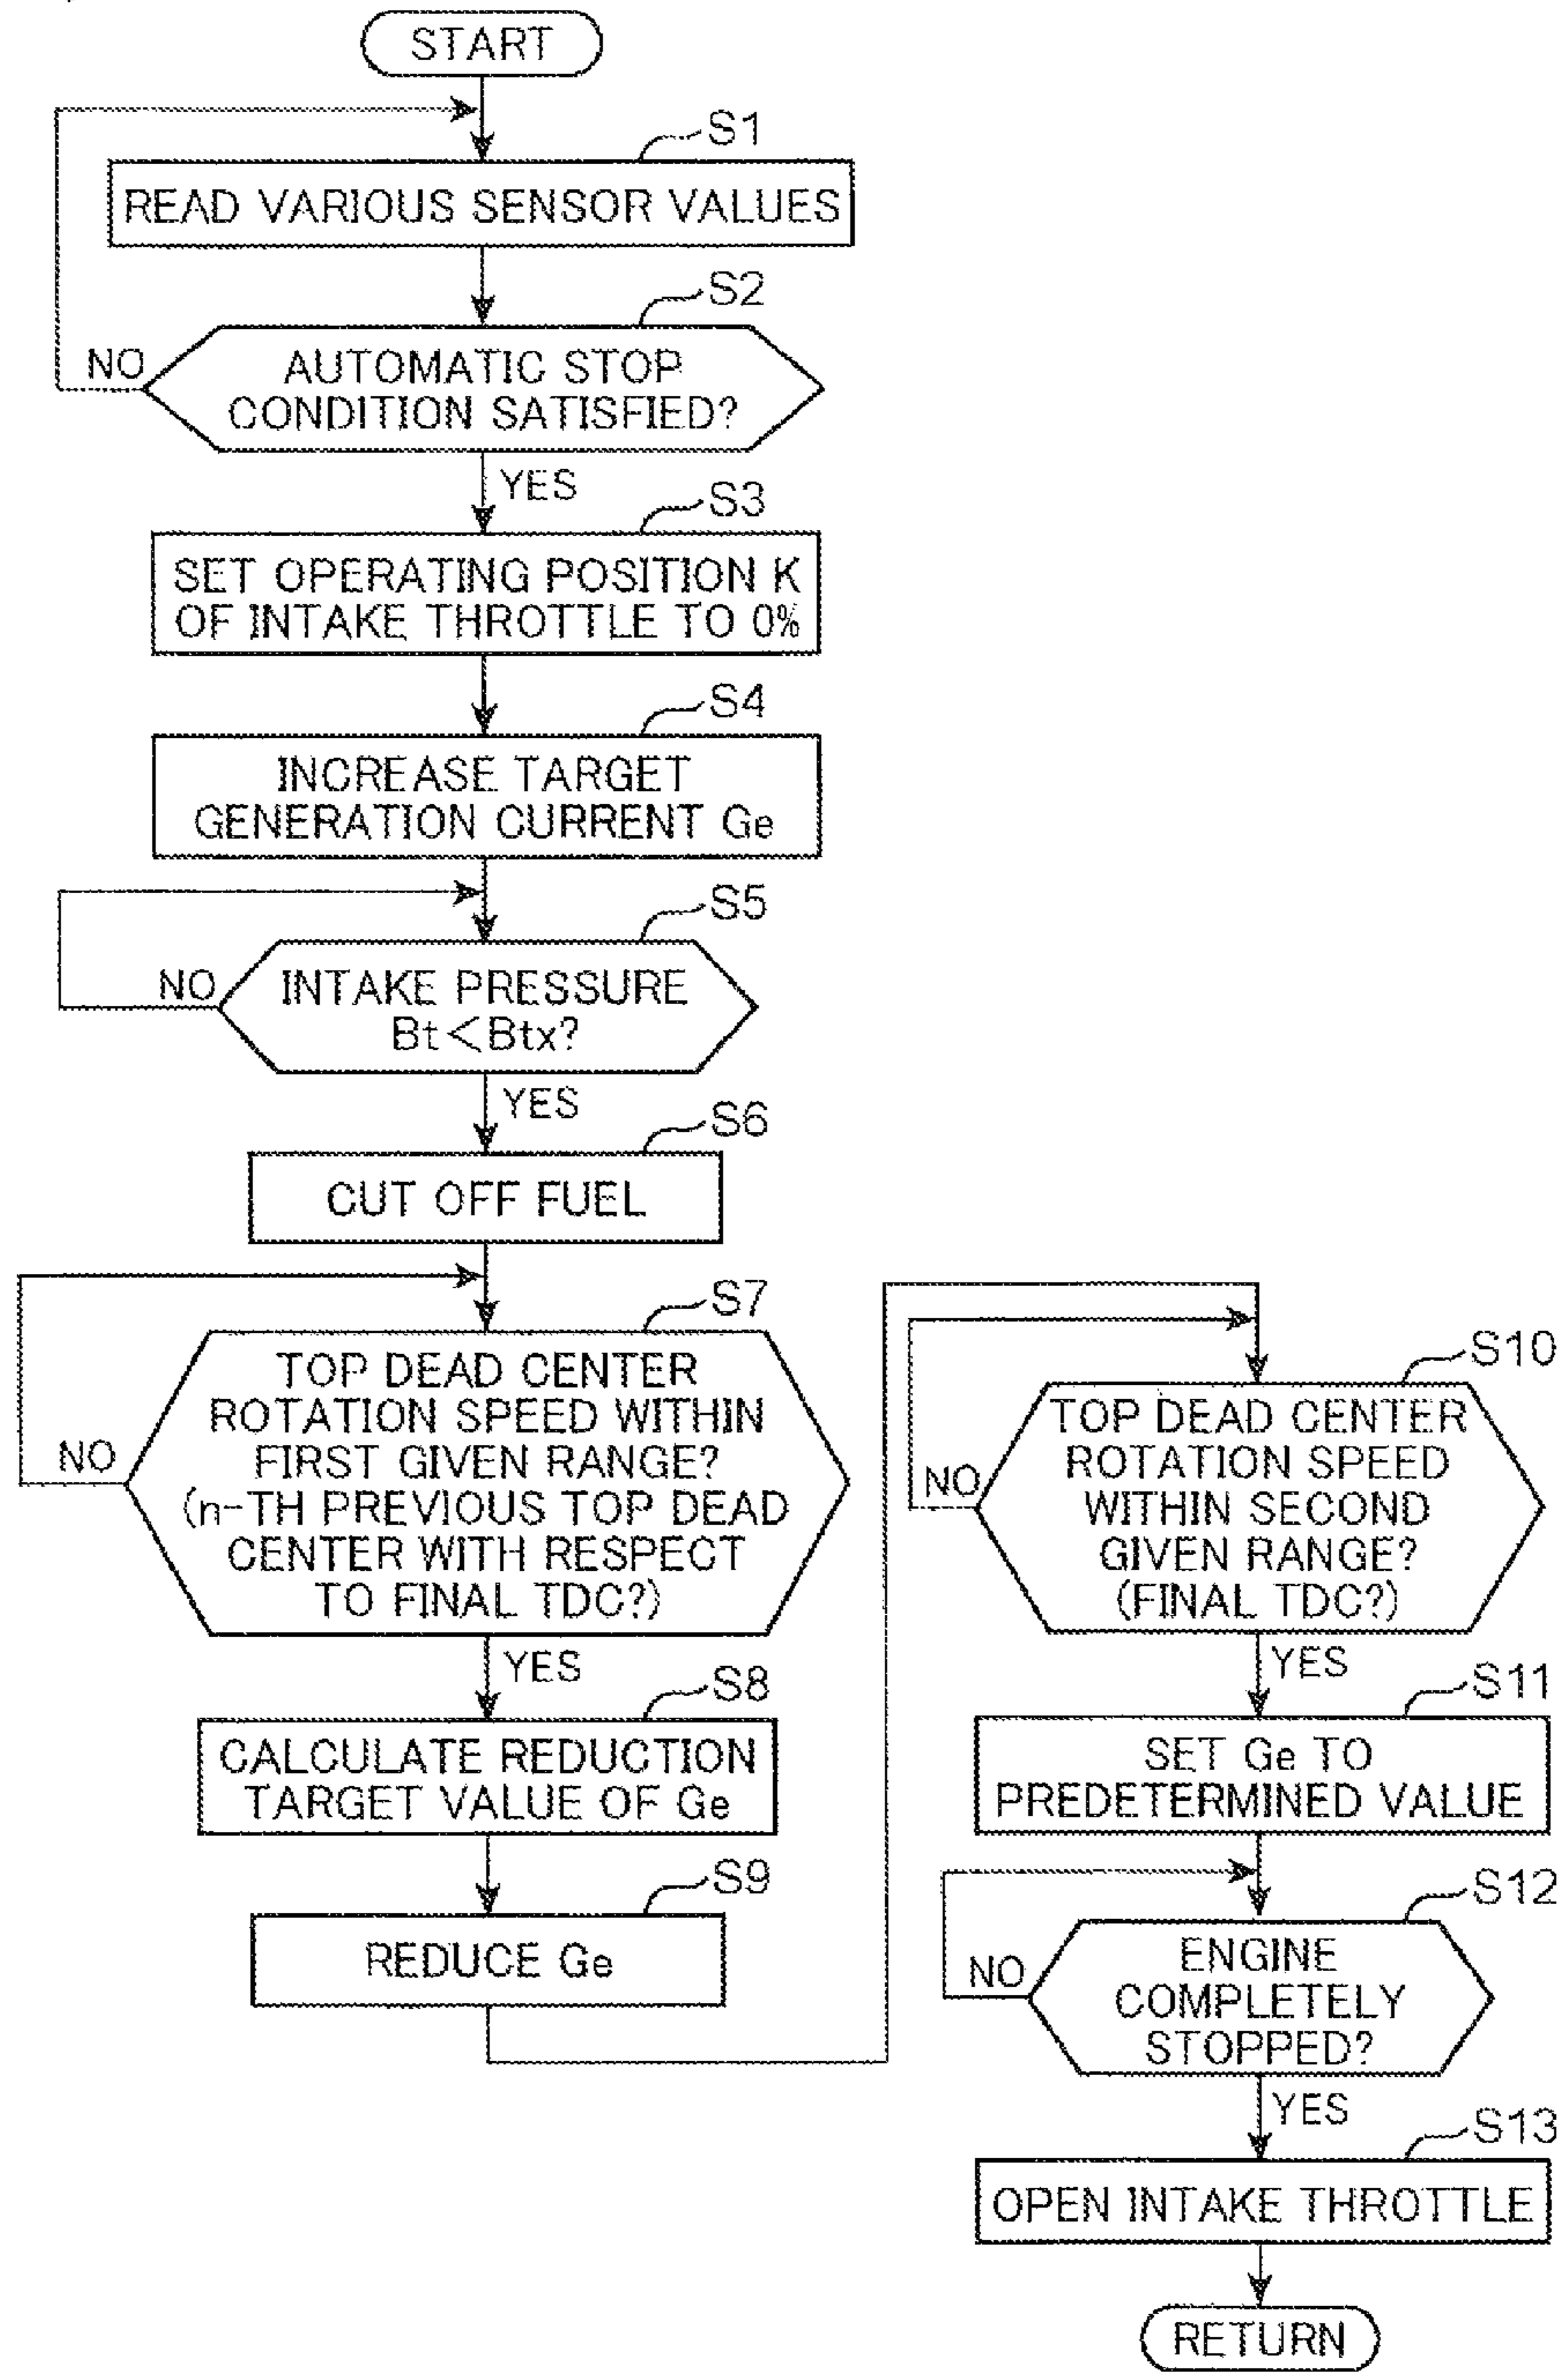 START
S1
READ VARIOUS SENSOR VALUES
S2
NO
AUTOMATIC STOP
CONDITION SATISFIED?
YES
S3
SET OPERATING POSITION K
OF INTAKE THROTTLE TO 0%
S4
INCREASE TARGET
GENERATION CURRENT Ge
S5
NO
INTAKE PRESSURE
Bt<Btx?
YES
S6
CUT OFF FUEL
S7
NO
TOP DEAD CENTER
ROTATION SPEED WITHIN
FIRST GIVEN RANGE?
(n-TH PREVIOUS TOP DEAD
CENTER WITH RESPECT
TO FINAL TDC?)
YES
S8
CALCULATE REDUCTION
TARGET VALUE OF Ge
S9
REDUCE Ge
S10
NO
TOP DEAD CENTER
ROTATION SPEED
WITHIN SECOND
GIVEN RANGE?
(FINAL TDC?)
YES
S11
SET Ge TO
PREDETERMINED VALUE
S12
NO
ENGINE
COMPLETELY
STOPPED?
YES
S13
OPEN INTAKE THROTTLE
RETURN